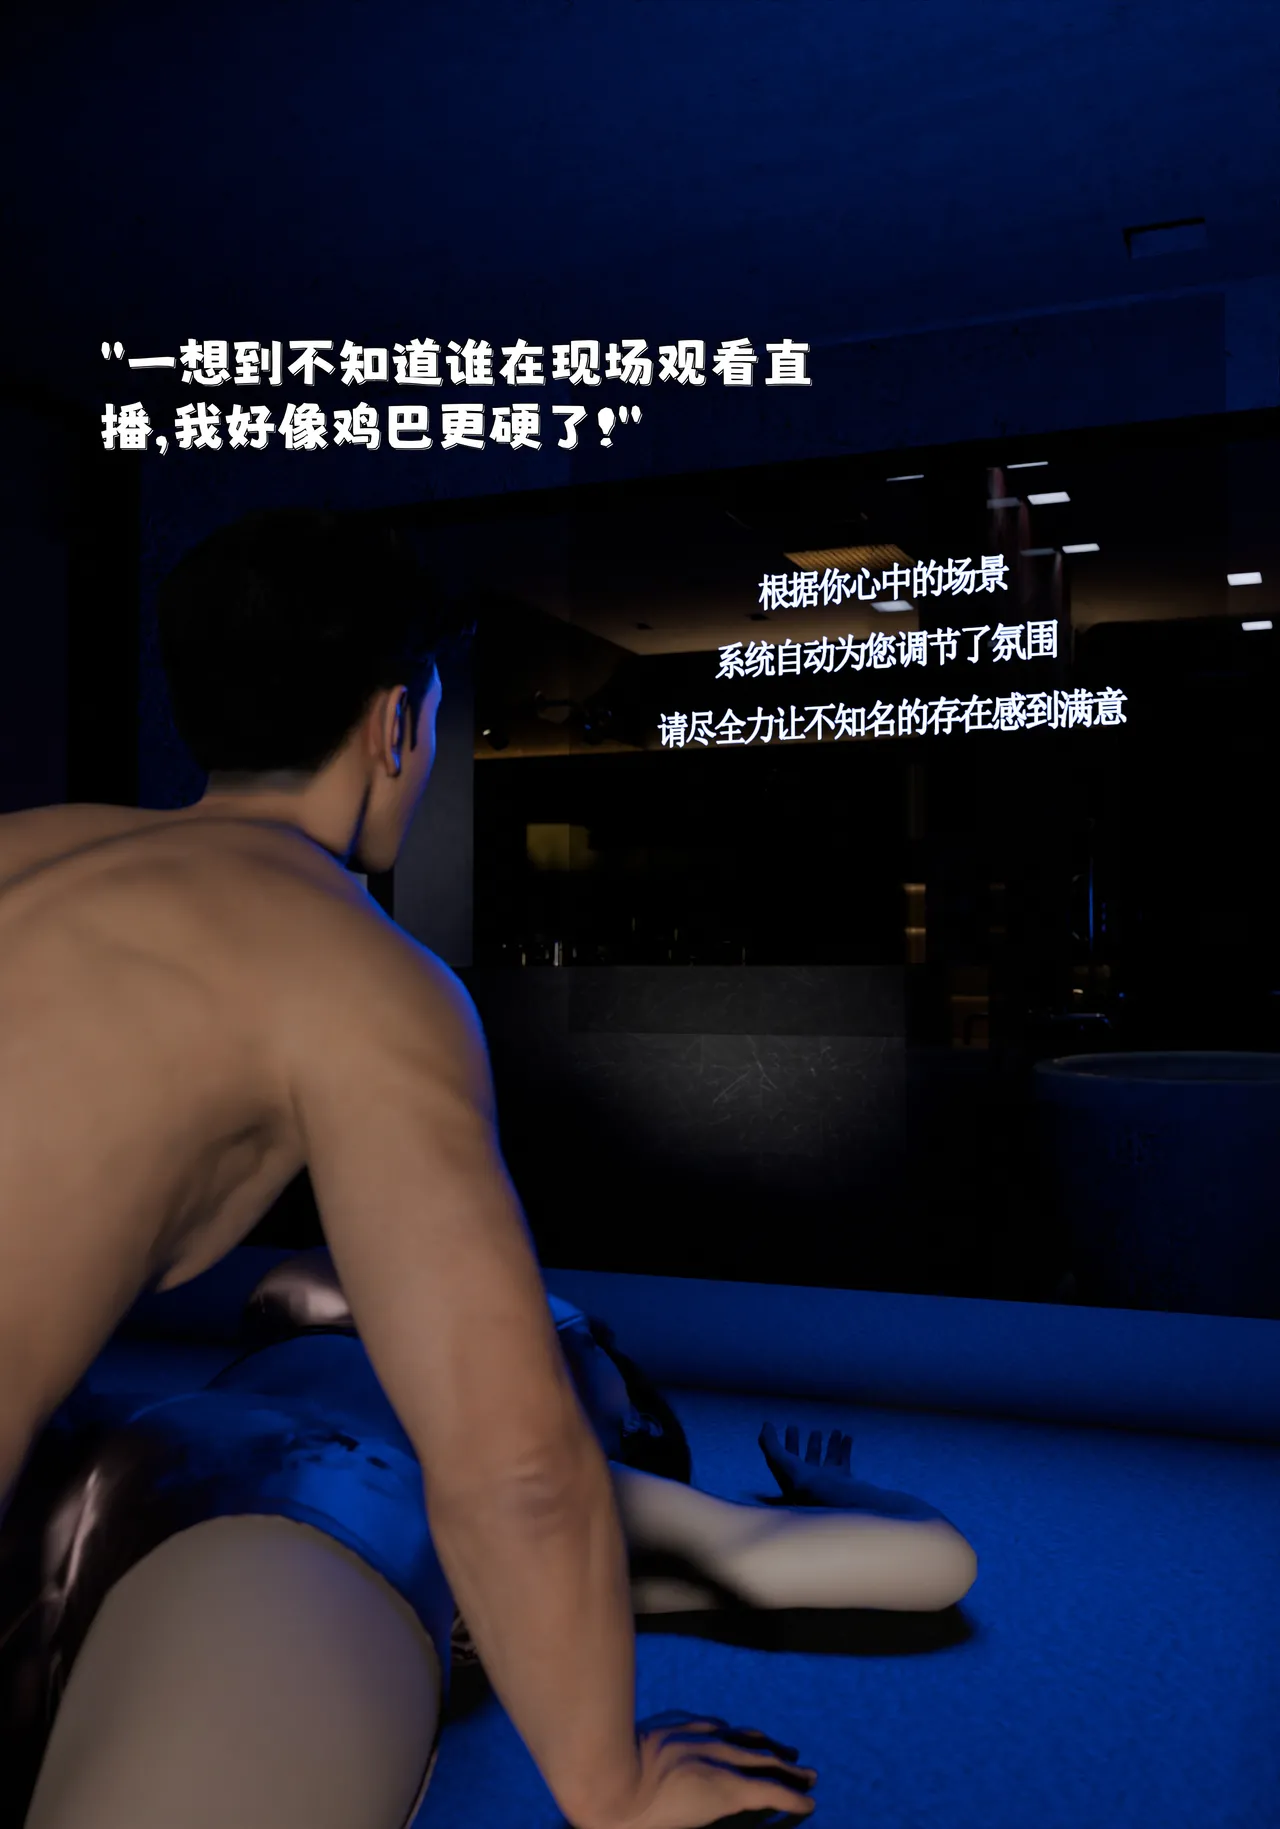 "一想到不知道谁在现场观看直
播,我好像鸡巴更硬了!"
根据你心中的场景
系统自动为您调节了氛围
请尽全力让不知名的存在感到满意